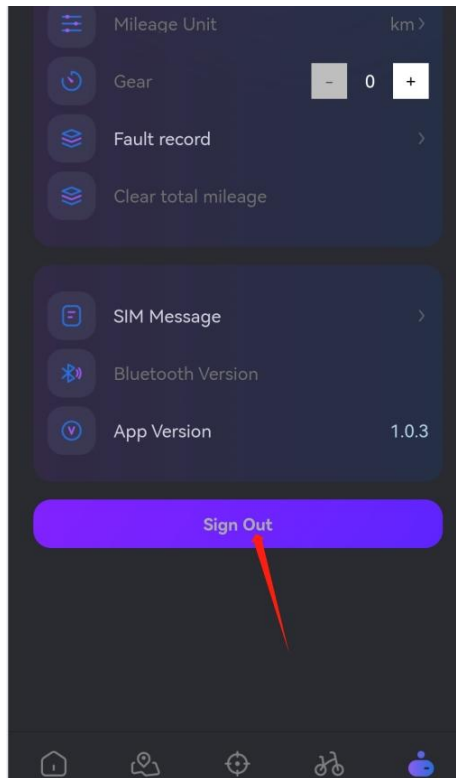 Mileage Unit km >
Gear - 0 +
Fault record >
Clear total mileage
SIM Message >
Bluetooth Version
V App Version 1.0.3
Sign Out